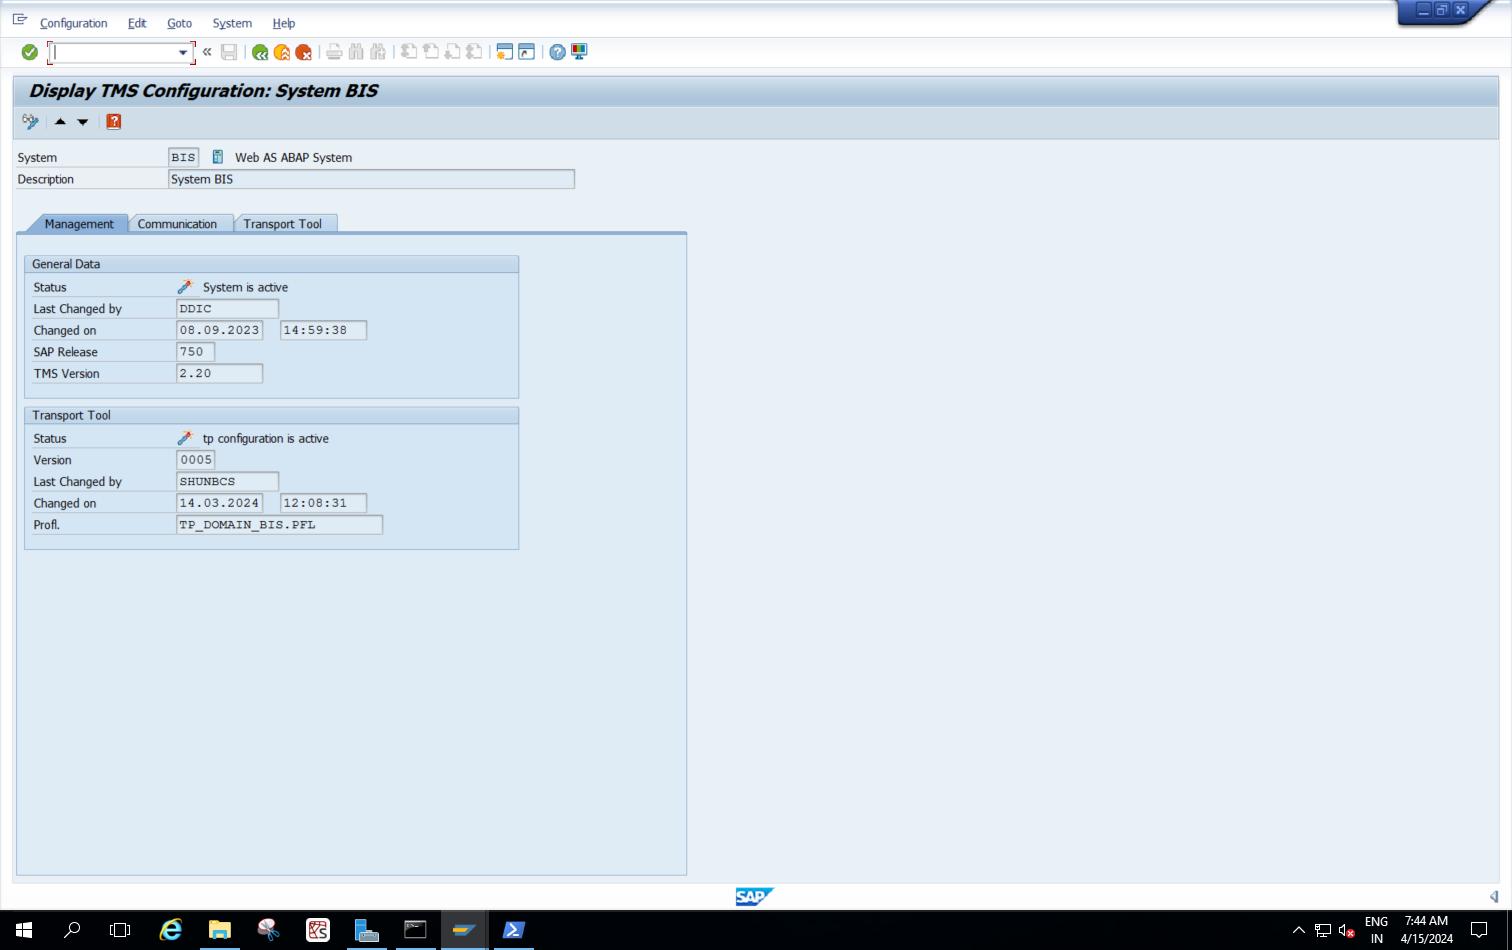 Configuration Edit Goto System Help
Display TMS Configuration: System BIS
System BIS Web AS ABAP System
Description System BIS
Management Communication Transport Tool
General Data
Status System is active
Last Changed by DDIC
Changed on 08.09.2023 14:59:38
SAP Release 750
TMS Version 2.20
Transport Tool
Status tp configuration is active
Version 0005
Last Changed by SHUNBCS
Changed on 14.03.2024 12:08:31
Profl. TP_DOMAIN_BIS.PFL
SAP
ENG 7:44 AM
IN 4/15/2024